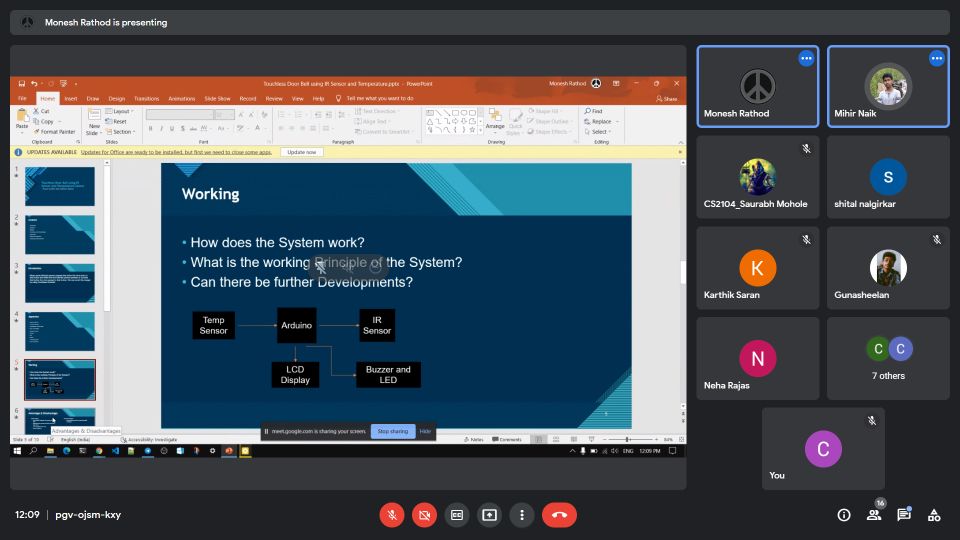 Monesh Rathod is presenting
Touchless Door Bell using IR Sensor and Temperature.pptx - PowerPoint
Monesh Rathod
File Home Insert Draw Design Transitions Animations Slide Show Record Review View Help Tell me what you want to do
Share
Cut
Copy
Format Painter
Paste
Clipboard
New Slide
Layout
Reset
Section
Slides
Font
Text Direction
Align Text
Convert to SmartArt
Paragraph
Arrange
Quick Styles
Shape Fill
Shape Outline
Shape Effects
Drawing
Find
Replace
Select
Editing
UPDATES AVAILABLE Updates for Office are ready to be installed, but first we need to close some apps. Update now
1
2
3
4
5
6
Working
• How does the System work?
• What is the working Principle of the System?
• Can there be further Developments?
Temp
Sensor
Arduino
IR
Sensor
LCD
Display
Buzzer and
LED
5
Advantages & Disadvantages
meet.google.com is sharing your screen. Stop sharing Hide
Slide 5 of 10 English (India) Accessibility: Investigate
Notes Comments 84%
ENG 12:09 PM
Monesh Rathod
Mihir Naik
CS2104_Saurabh Mohole
s
shital nalgirkar
K
Karthik Saran
Gunasheelan
N
Neha Rajas
C C
7 others
C
You
12:09 | pgv-ojsm-kxy
16